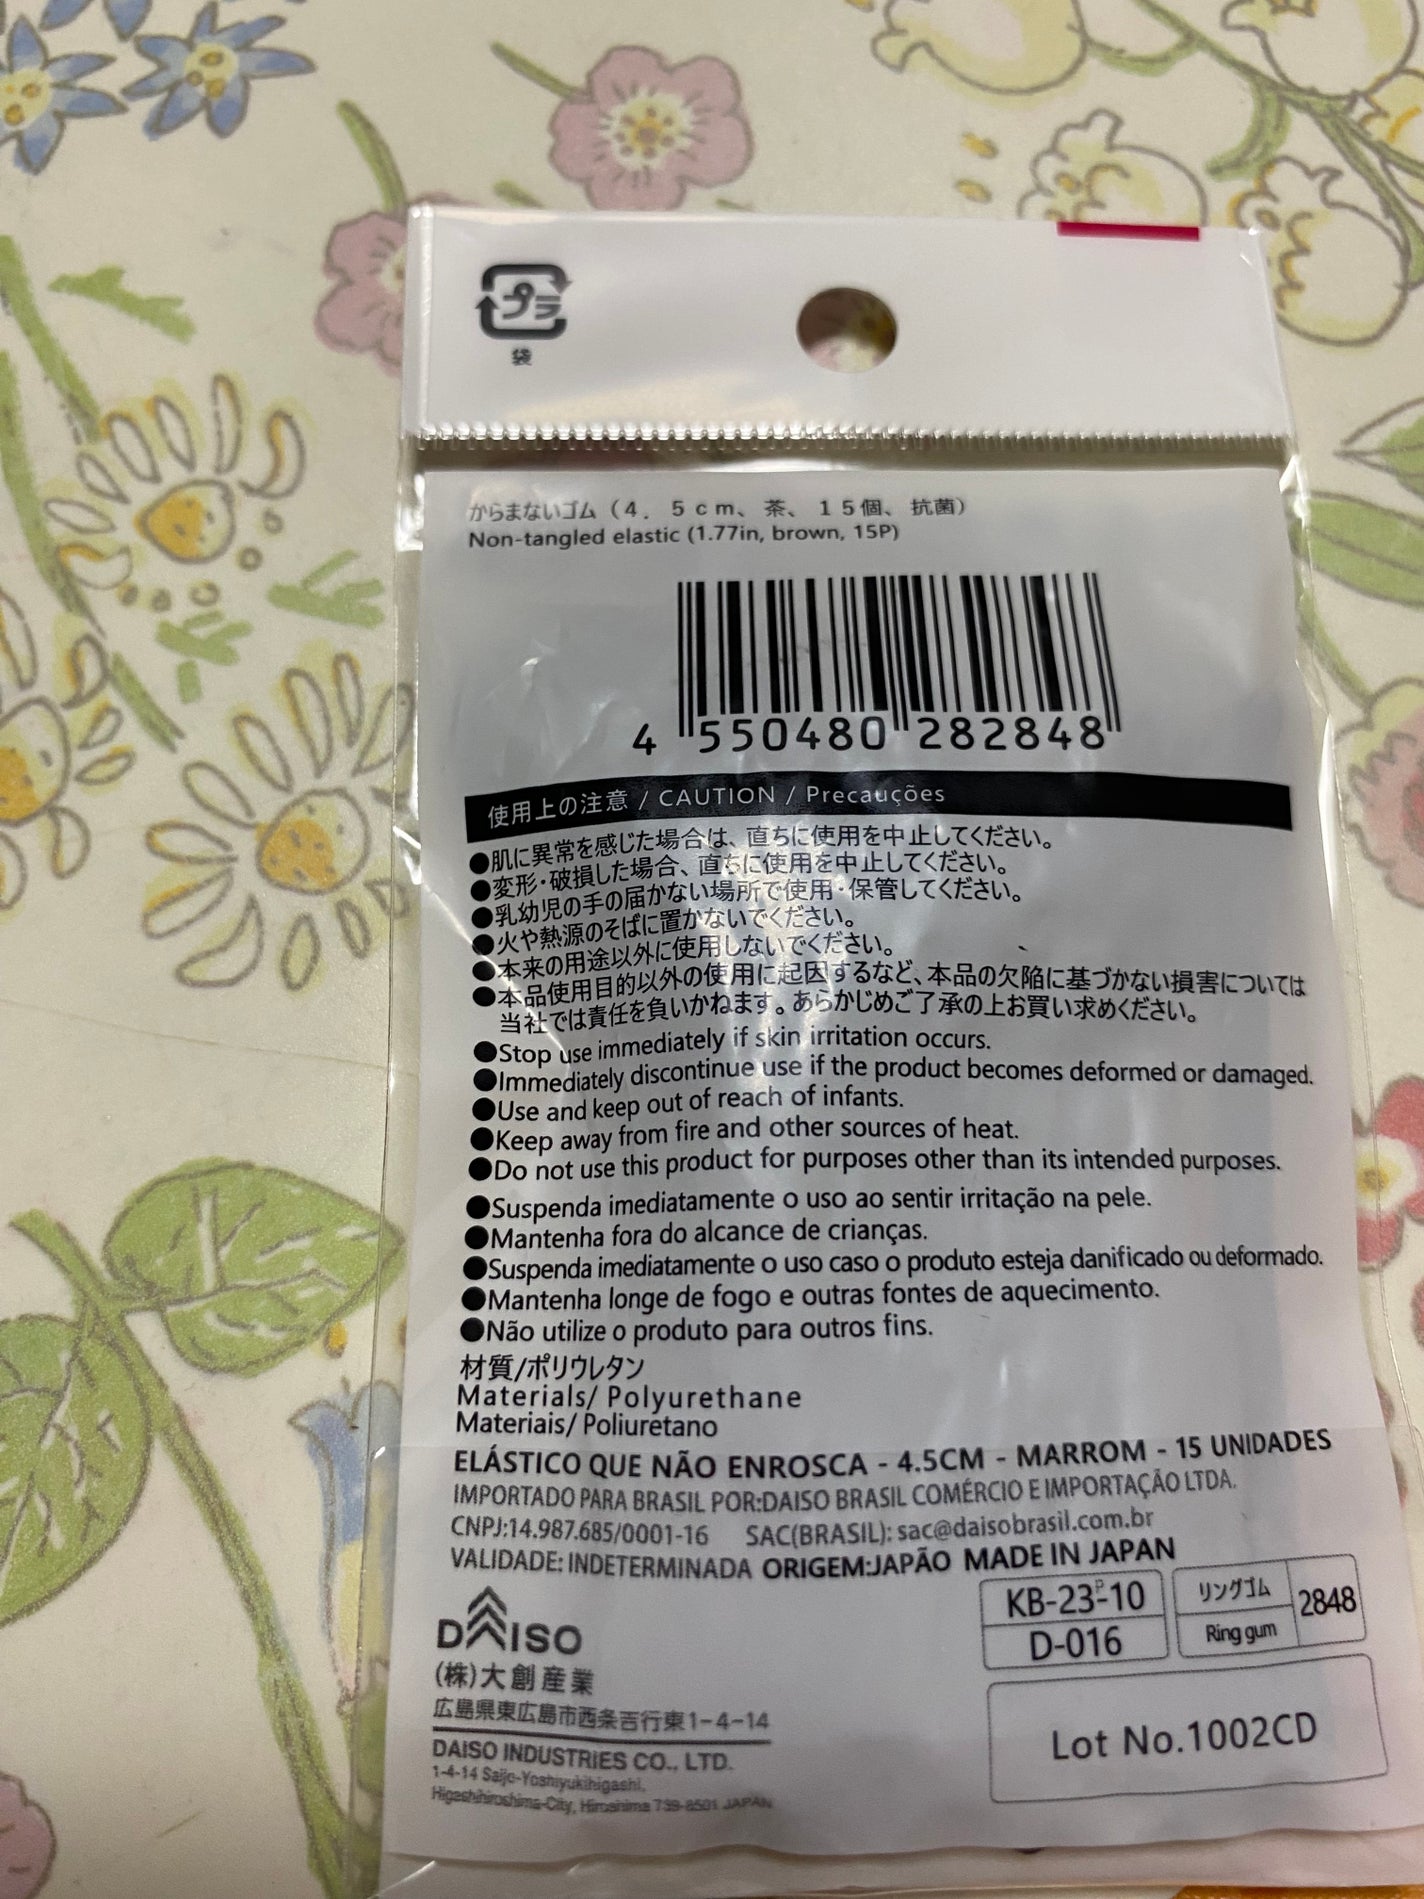 プラ
袋
からまないゴム（4．5cm、茶、15個、抗菌）
Non-tangled elastic (1.77in, brown, 15P)
4 550480 282848
使用上の注意 / CAUTION / Precauções
●肌に異常を感じた場合は、直ちに使用を中止してください。
●変形・破損した場合、直ちに使用を中止してください。
●乳幼児の手の届かない場所で使用・保管してください。
●火や熱源のそばに置かないでください。
●本来の用途以外に使用しないでください。
●本品使用目的以外の使用に起因するなど、本品の欠陥に基づかない損害については
当社では責任を負いかねます。あらかじめご了承の上お買い求めください。
●Stop use immediately if skin irritation occurs.
●Immediately discontinue use if the product becomes deformed or damaged.
●Use and keep out of reach of infants.
●Keep away from fire and other sources of heat.
●Do not use this product for purposes other than its intended purposes.
●Suspenda imediatamente o uso ao sentir irritação na pele.
●Mantenha fora do alcance de crianças.
●Suspenda imediatamente o uso caso o produto esteja danificado ou deformado.
●Mantenha longe de fogo e outras fontes de aquecimento.
●Não utilize o produto para outros fins.
材質/ポリウレタン
Materials/ Polyurethane
Materiais/ Poliuretano
ELÁSTICO QUE NÃO ENROSCA - 4.5CM - MARROM - 15 UNIDADES
IMPORTADO PARA BRASIL POR:DAISO BRASIL COMÉRCIO E IMPORTAÇÃO LTDA.
CNPJ:14.987.685/0001-16 SAC(BRASIL): sac@daisobrasil.com.br
VALIDADE: INDETERMINADA ORIGEM:JAPÃO MADE IN JAPAN
KB-23-P-10
D-016
リングゴム
Ring gum
2848
DAISO
(株)大創産業
広島県東広島市西条吉行東1-4-14
DAISO INDUSTRIES CO., LTD.
1-4-14 Saijo-Yoshiyukihigashi,
Higashihiroshima-City, Hiroshima 739-8501 JAPAN
Lot No.1002CD